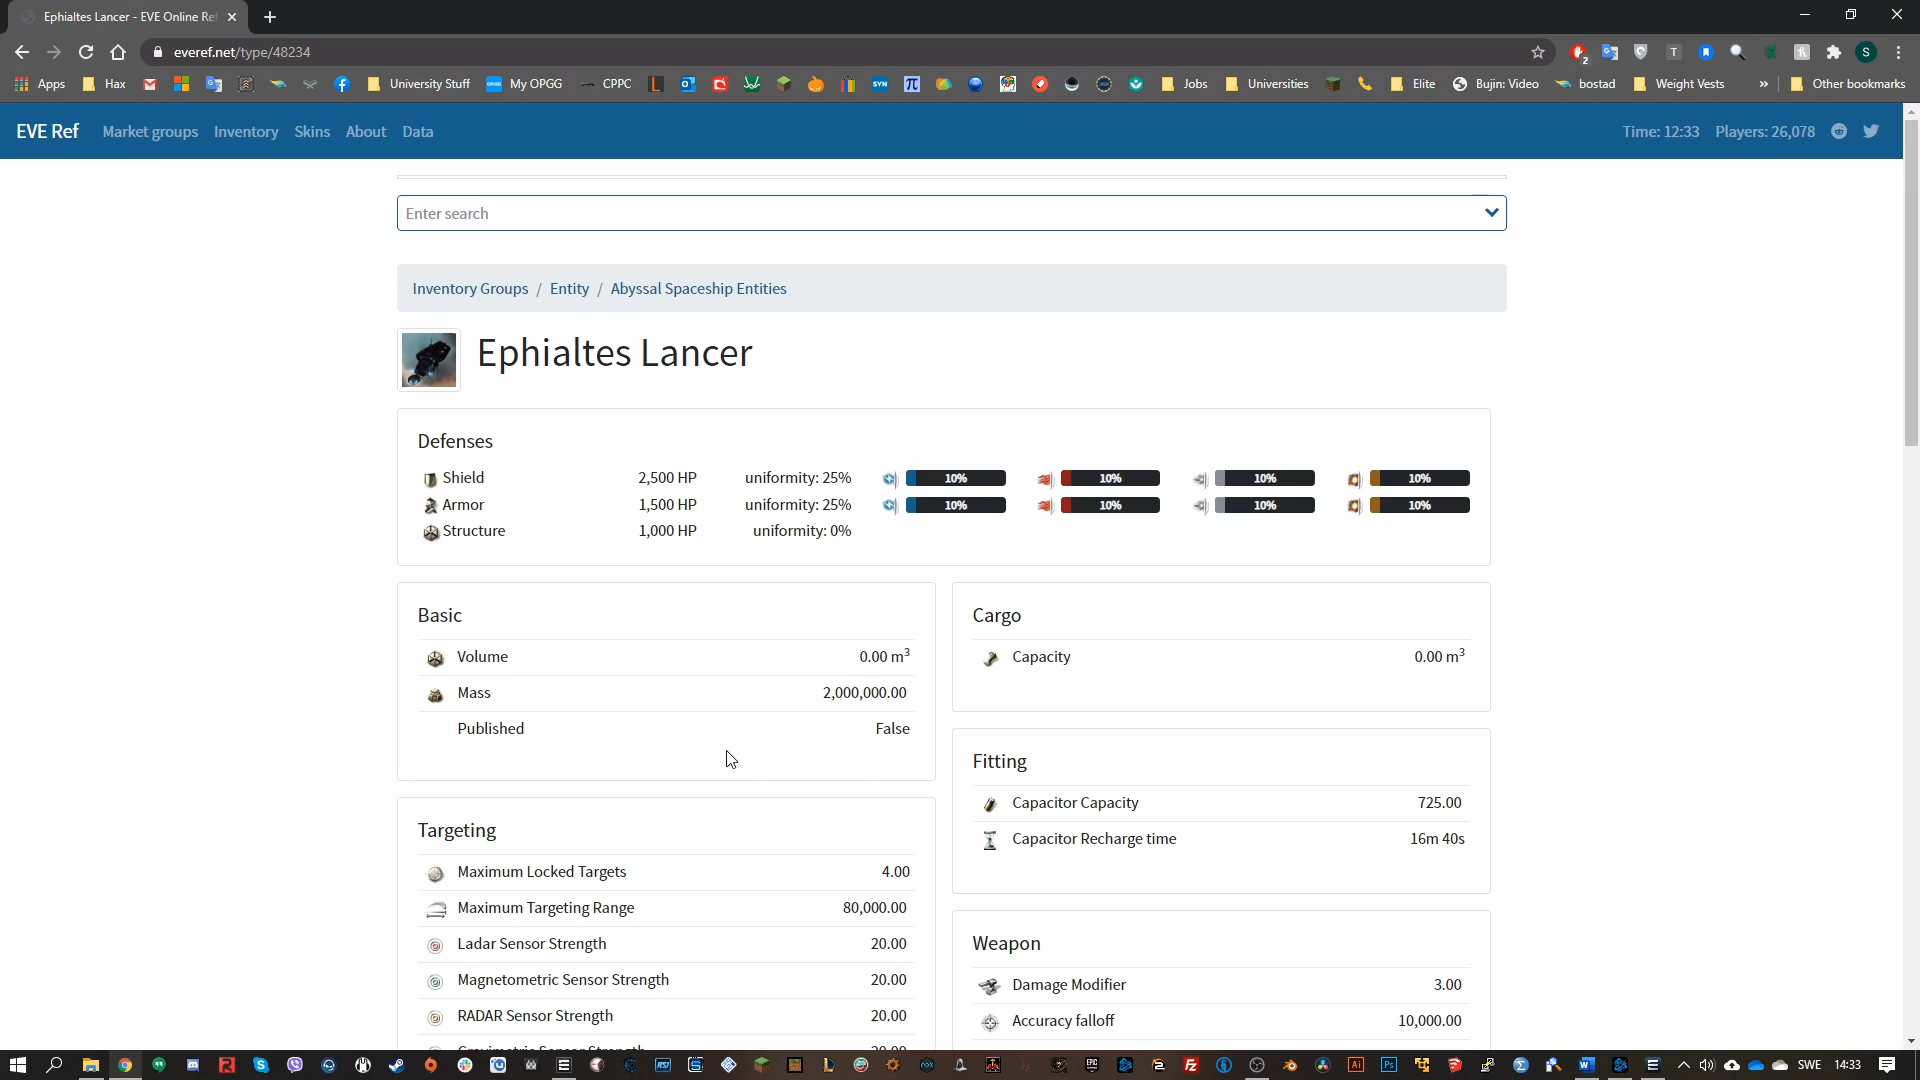 Ephialtes Lancer - EVE Online Re
everef.net/type/48234
Apps Hax University Stuff My OPGG CPPC Jobs Universities Elite Bujin: Video bostad Weight Vests » Other bookmarks
EVE Ref Market groups Inventory Skins About Data Time: 12:33 Players: 26,078
Enter search
Inventory Groups / Entity / Abyssal Spaceship Entities
Ephialtes Lancer
Defenses
Shield 2,500 HP uniformity: 25% 10% 10% 10% 10%
Armor 1,500 HP uniformity: 25% 10% 10% 10% 10%
Structure 1,000 HP uniformity: 0%
Basic
Volume 0.00 m³
Mass 2,000,000.00
Published False
Cargo
Capacity 0.00 m³
Fitting
Capacitor Capacity 725.00
Capacitor Recharge time 16m 40s
Targeting
Maximum Locked Targets 4.00
Maximum Targeting Range 80,000.00
Ladar Sensor Strength 20.00
Magnetometric Sensor Strength 20.00
RADAR Sensor Strength 20.00
Gravimetric Sensor Strength 20.00
Weapon
Damage Modifier 3.00
Accuracy falloff 10,000.00
SWE 14:33